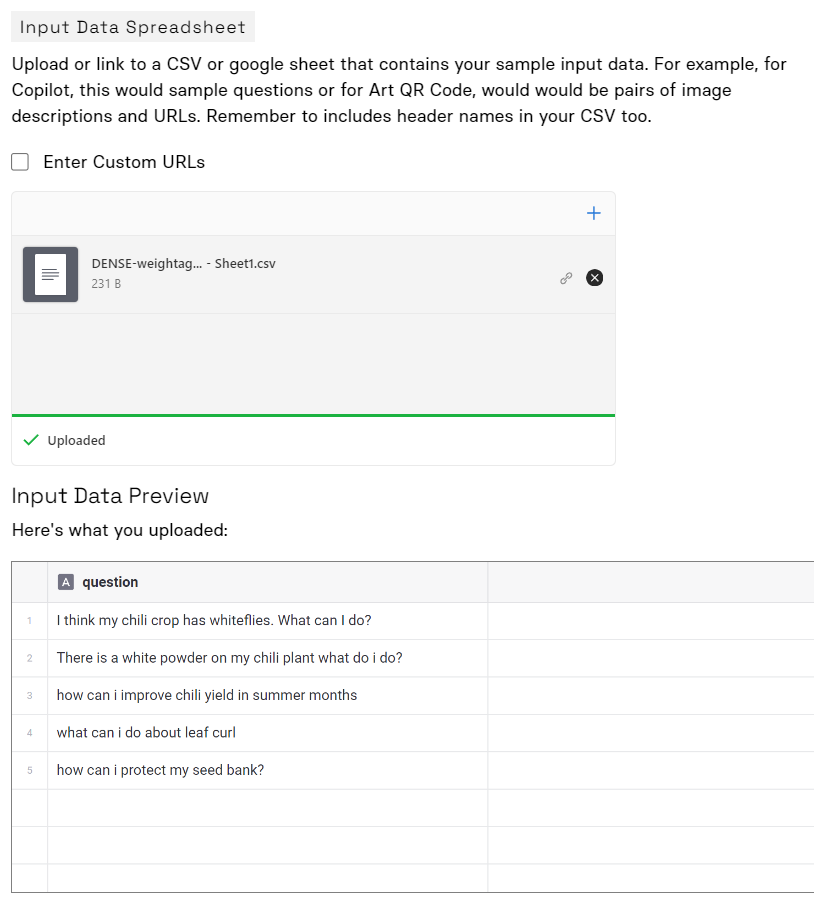 Input Data Spreadsheet
Upload or link to a CSV or google sheet that contains your sample input data. For example, for
Copilot, this would sample questions or for Art QR Code, would would be pairs of image
descriptions and URLs. Remember to includes header names in your CSV too.
Enter Custom URLs
DENSE-weightag... - Sheet1.csv
231 B
Uploaded
Input Data Preview
Here's what you uploaded:
A question
1 I think my chili crop has whiteflies. What can I do?
2 There is a white powder on my chili plant what do i do?
3 how can i improve chili yield in summer months
4 what can i do about leaf curl
5 how can i protect my seed bank?